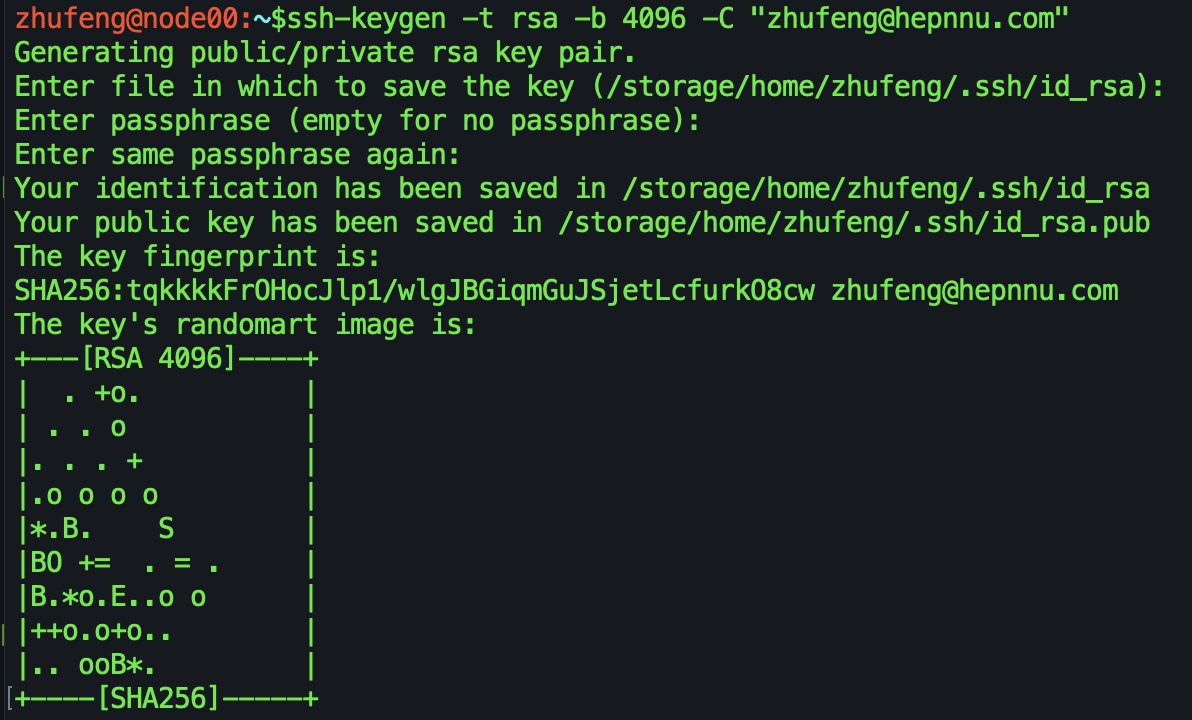 zhufeng@node00:~$ssh-keygen -t rsa -b 4096 -C "zhufeng@hepnnu.com"
Generating public/private rsa key pair.
Enter file in which to save the key (/storage/home/zhufeng/.ssh/id_rsa):
Enter passphrase (empty for no passphrase):
Enter same passphrase again:
Your identification has been saved in /storage/home/zhufeng/.ssh/id_rsa
Your public key has been saved in /storage/home/zhufeng/.ssh/id_rsa.pub
The key fingerprint is:
SHA256:tqkkkkFrOHocJlp1/wlgJBGiqmGuJSjetLcfurkO8cw zhufeng@hepnnu.com
The key's randomart image is:
+---[RSA 4096]----+
|  . +o.          |
| . . o           |
|. . . +          |
|.o o o o         |
|*.B.    S        |
|BO +=  . = .     |
|B.*o.E..o o      |
|++o.o+o..        |
|.. ooB*.         |
+----[SHA256]-----+